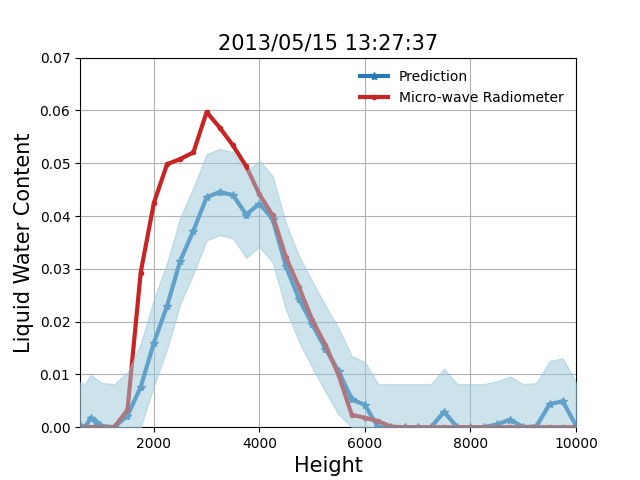 2013/05/15 13:27:37
0.07
0.06
0.05
0.04
0.03
0.02
0.01
0.00
Liquid Water Content
Prediction
Micro-wave Radiometer
2000 4000 6000 8000 10000
Height